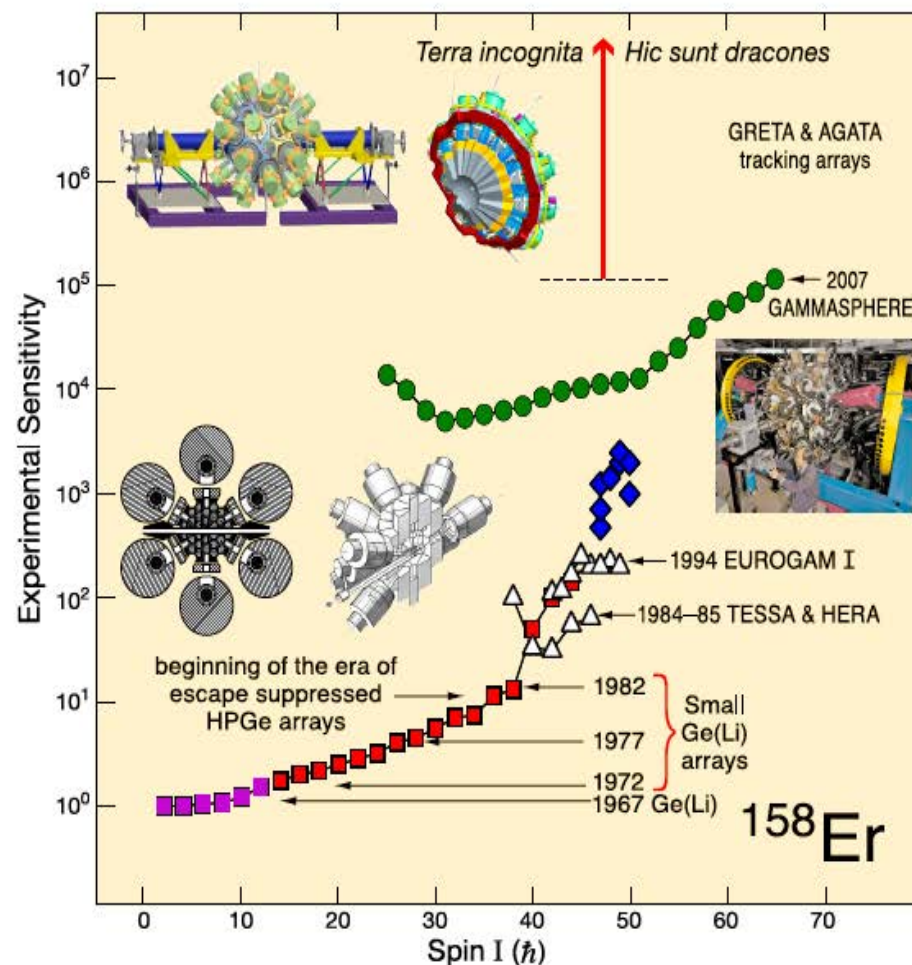 Terra incognita
Hic sunt dracones
10⁷
GRETA & AGATA
tracking arrays
10⁶
10⁵
2007
GAMMASPHERE
10⁴
10³
1994 EUROGAM I
10²
1984–85 TESSA & HERA
beginning of the era of
escape suppressed
HPGe arrays
10¹
1982
1977
1972
Small
Ge(Li)
arrays
1967 Ge(Li)
10⁰
¹⁵⁸Er
Experimental Sensitivity
0 10 20 30 40 50 60 70
Spin I (ℏ)